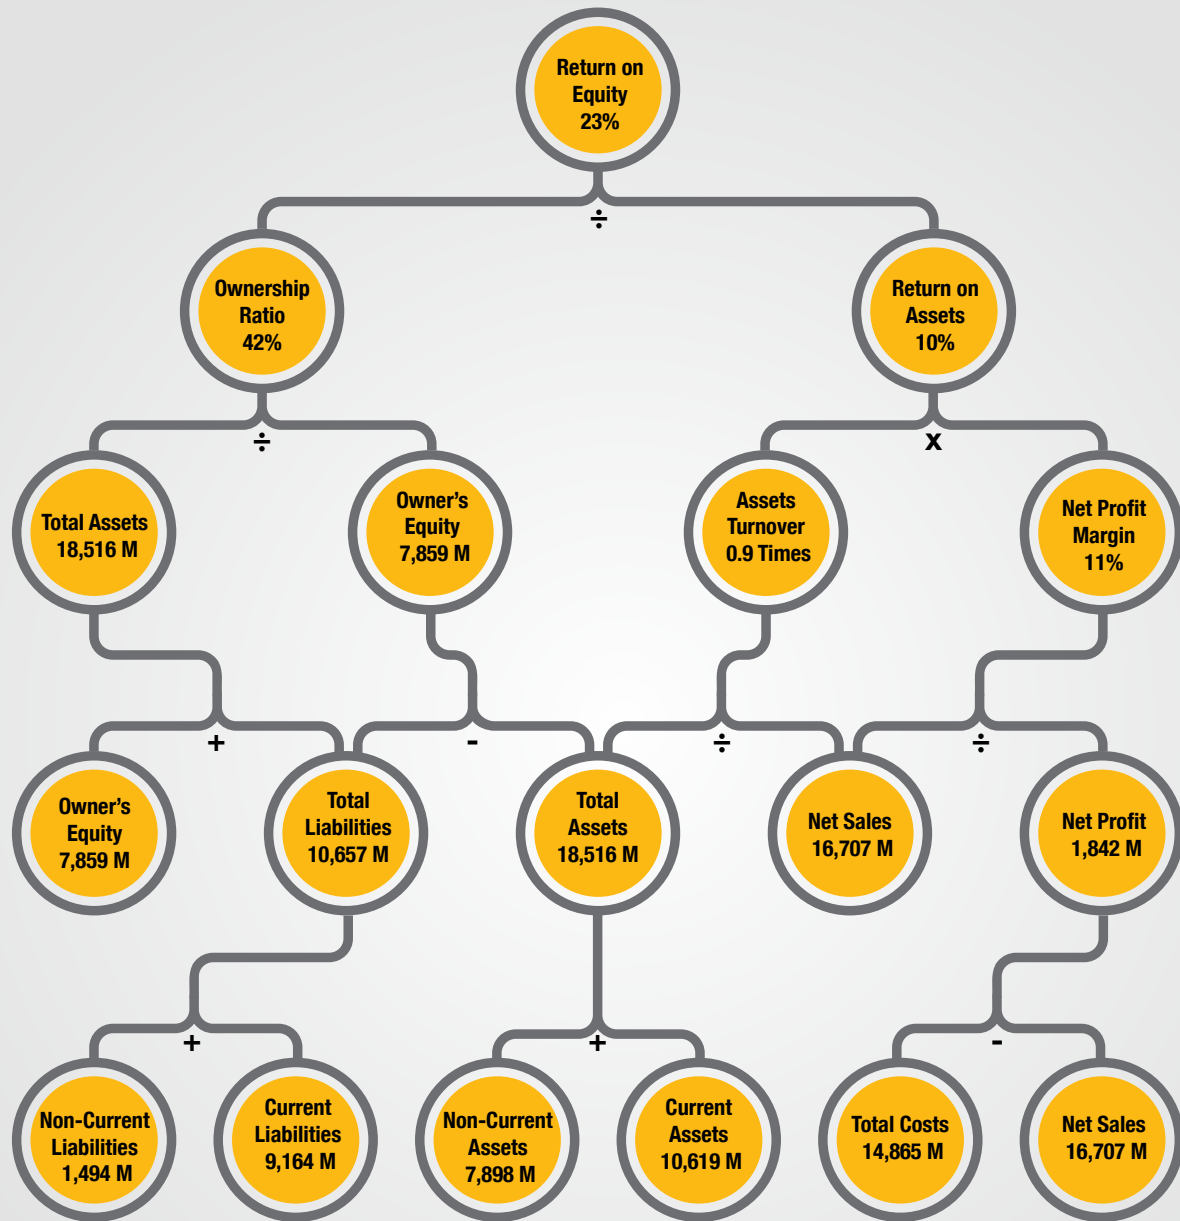 Return on
Equity
23%
÷
Ownership
Ratio
42%
Return on
Assets
10%
÷
x
Total Assets
18,516 M
Owner’s
Equity
7,859 M
Assets
Turnover
0.9 Times
Net Profit
Margin
11%
+
-
÷
÷
Owner’s
Equity
7,859 M
Total
Liabilities
10,657 M
Total
Assets
18,516 M
Net Sales
16,707 M
Net Profit
1,842 M
+
+
-
Non-Current
Liabilities
1,494 M
Current
Liabilities
9,164 M
Non-Current
Assets
7,898 M
Current
Assets
10,619 M
Total Costs
14,865 M
Net Sales
16,707 M